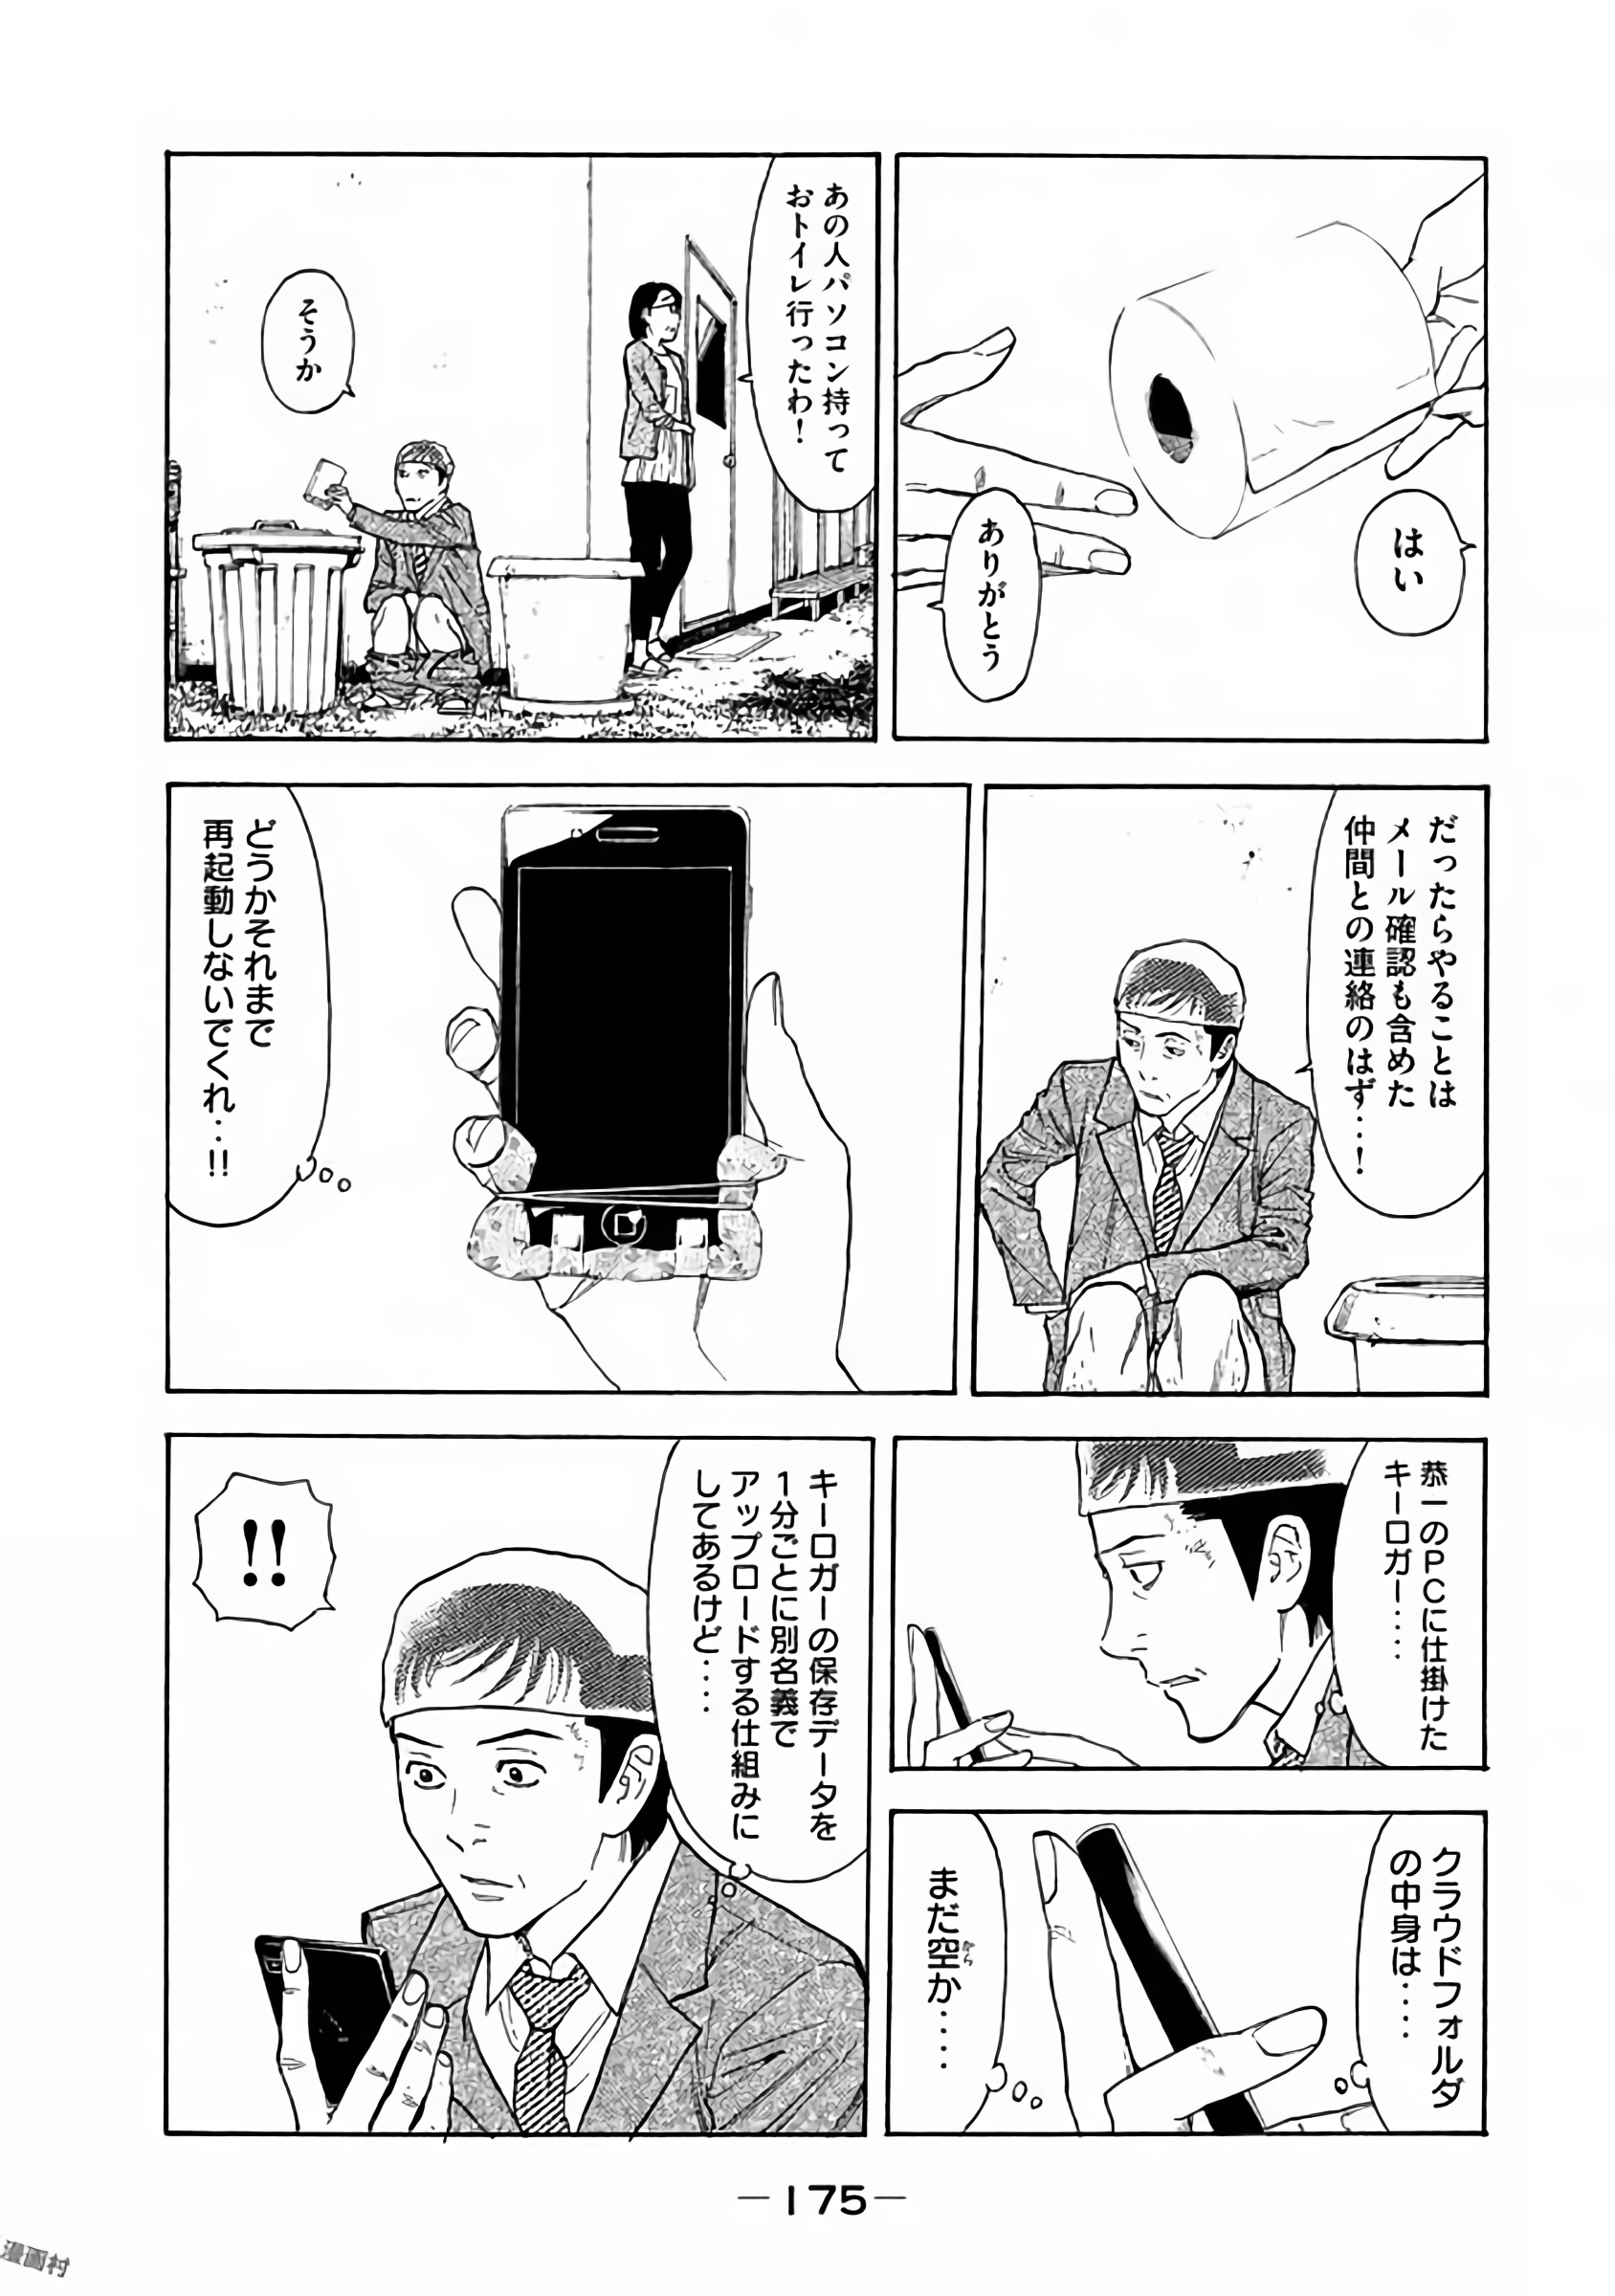 はい
ありがとう
あの人パソコン持って
おトイレ行ったわ!
そうか
だったらやることは
メール確認も含めた
仲間との連絡のはず‥‥!
どうかそれまで
再起動しないでくれ‥‥!!
恭一のPCに仕掛けた
キーロガー‥‥
クラウドフォルダ
の中身は‥‥
まだ空か‥‥
から
キーロガーの保存データを
1分ごとに別名義で
アップロードする仕組みに
してあるけど‥‥
!!
—175—
漫画村